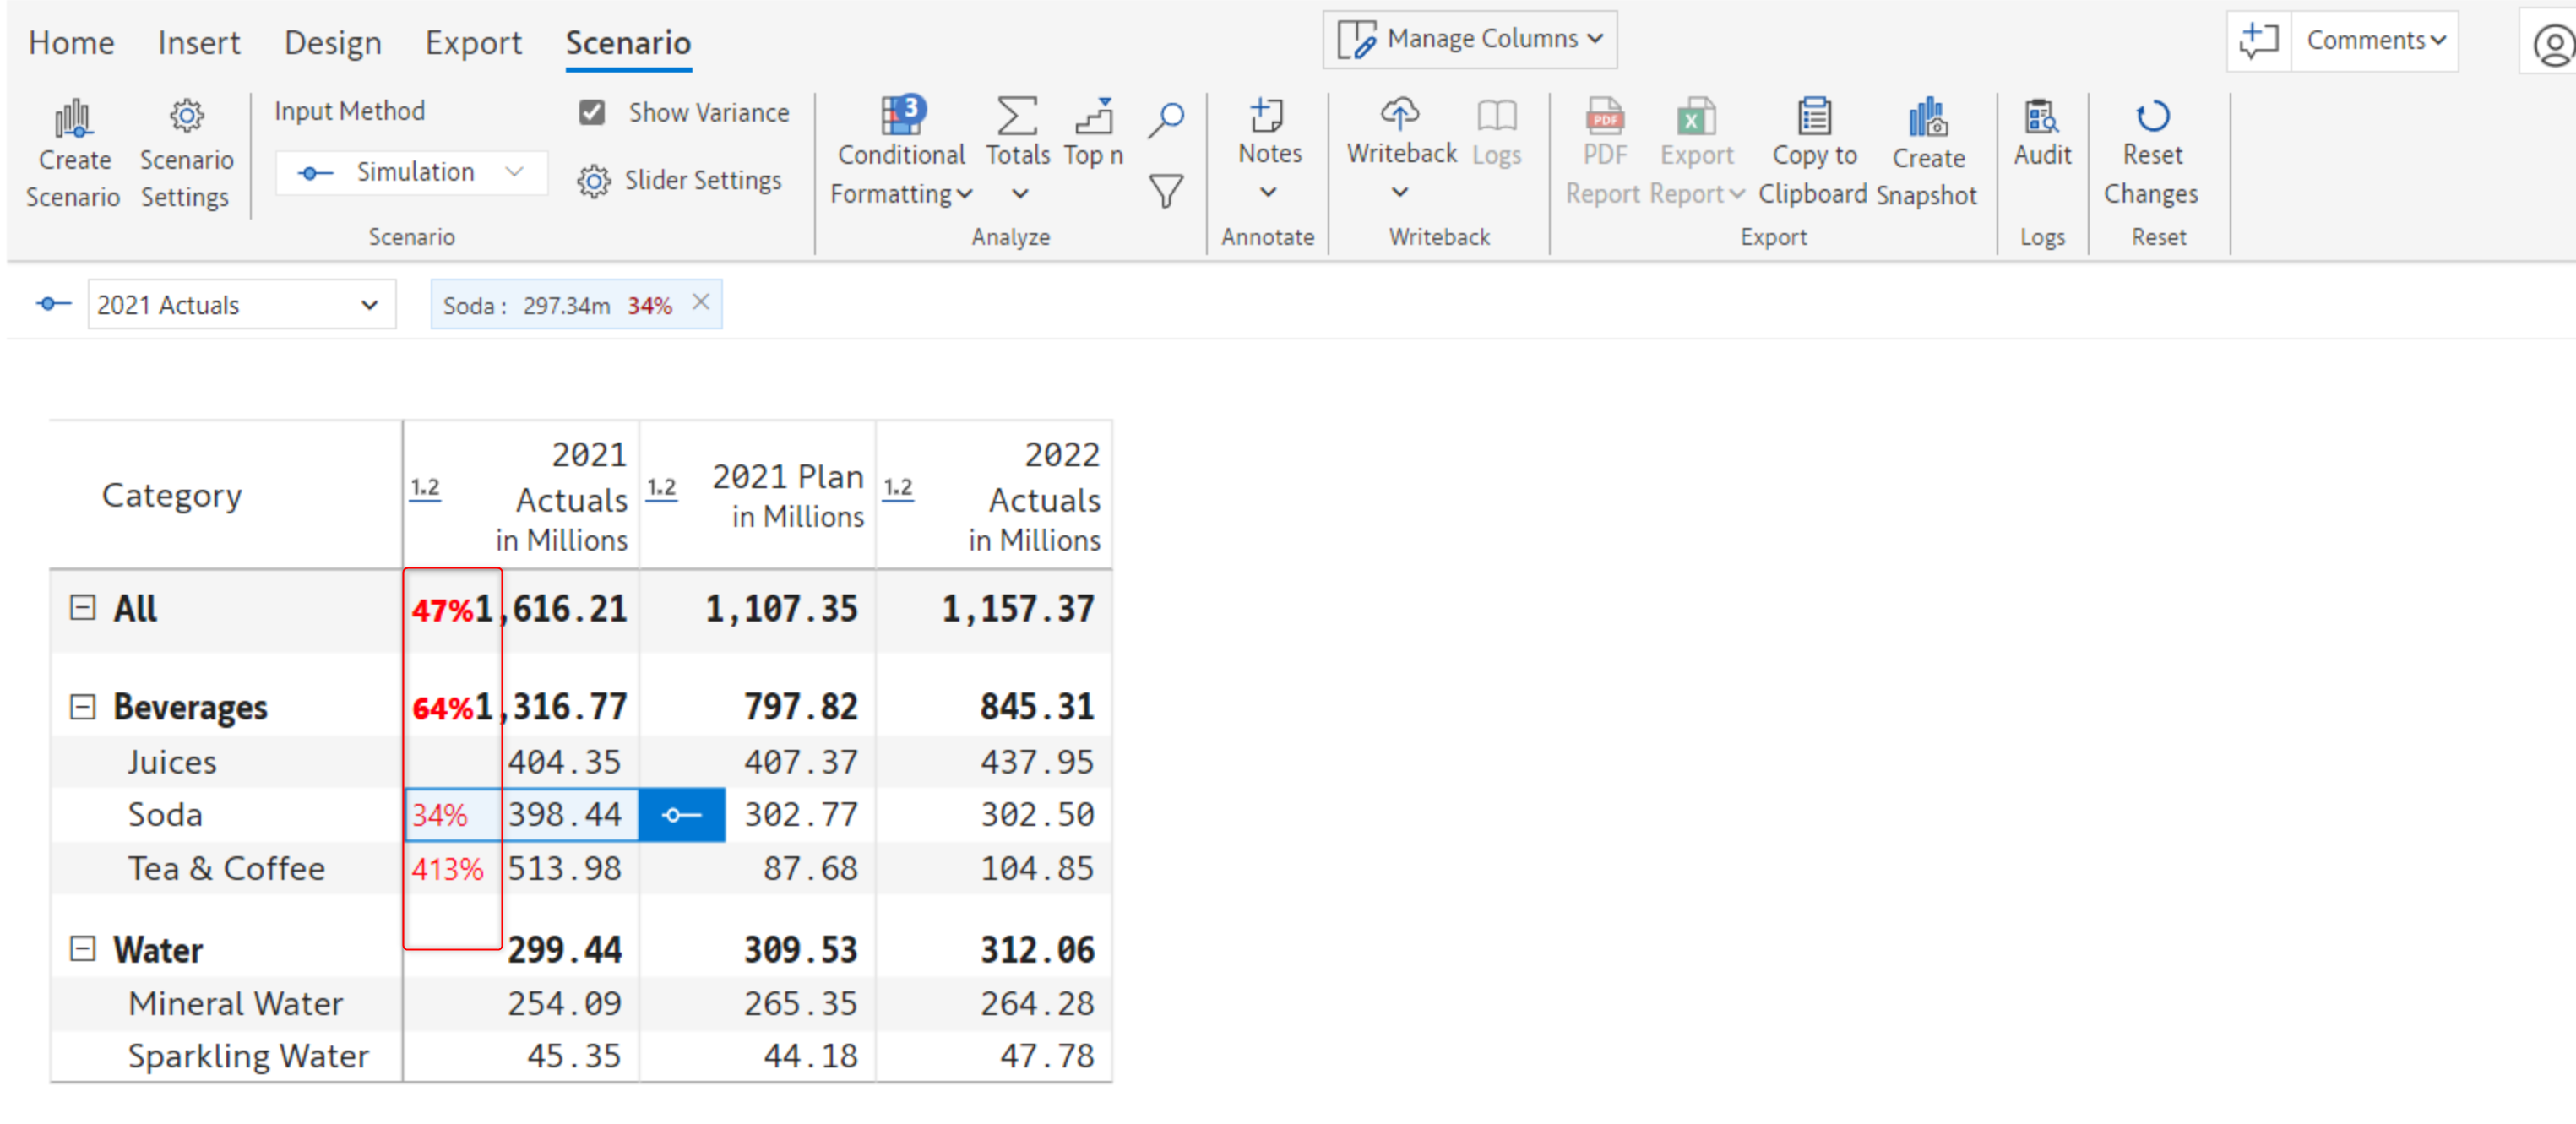 Home Insert Design Export Scenario Manage Columns Comments
Input Method Show Variance 3
Create Scenario Simulation Conditional Totals Top n Notes Writeback Logs PDF Export Copy to Create Audit Reset
Scenario Settings Slider Settings Formatting Report Report Clipboard Snapshot Changes
Scenario Analyze Annotate Writeback Export Logs Reset
2021 Actuals Soda : 297.34m 34%
Category 1.2 2021 Actuals in Millions 1.2 2021 Plan in Millions 1.2 2022 Actuals in Millions
All 47% 1,616.21 1,107.35 1,157.37
Beverages 64% 1,316.77 797.82 845.31
Juices 404.35 407.37 437.95
Soda 34% 398.44 302.77 302.50
Tea & Coffee 413% 513.98 87.68 104.85
Water 299.44 309.53 312.06
Mineral Water 254.09 265.35 264.28
Sparkling Water 45.35 44.18 47.78